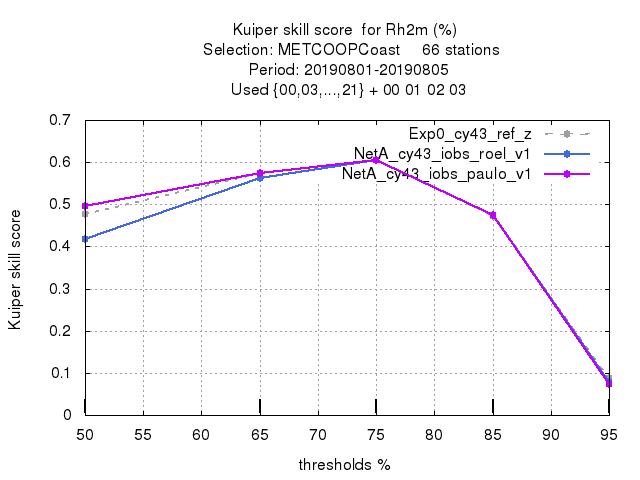 Kuiper skill score  for Rh2m (%)
Selection: METCOOPCoast     66 stations
Period: 20190801-20190805
Used {00,03,...,21} + 00 01 02 03
0.7
0.6
0.5
0.4
0.3
0.2
0.1
0
Kuiper skill score
Exp0_cy43_ref_z
NetA_cy43_iobs_roel_v1
NetA_cy43_iobs_paulo_v1
50 55 60 65 70 75 80 85 90 95
thresholds %